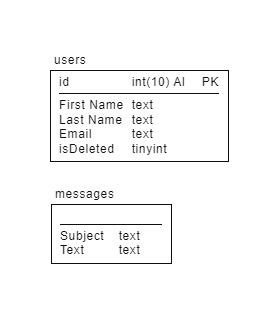 users
id int(10) AI PK
First Name text
Last Name text
Email text
isDeleted tinyint
messages
Subject text
Text text